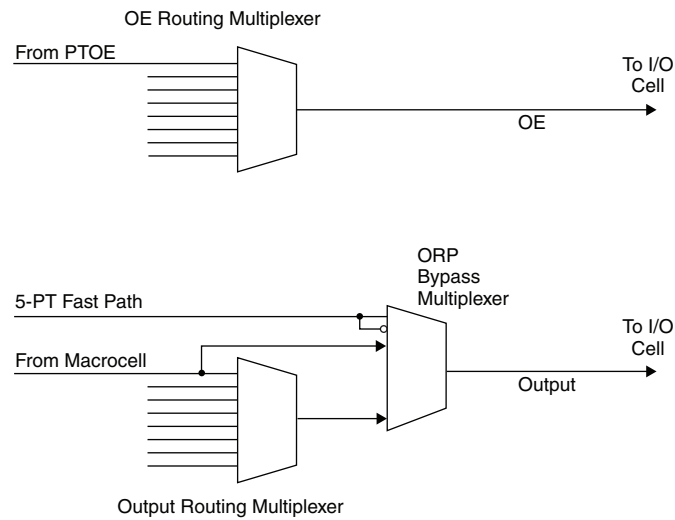 OE Routing Multiplexer
From PTOE
To I/O
Cell
OE
ORP
Bypass
Multiplexer
5-PT Fast Path
To I/O
Cell
From Macrocell
Output
Output Routing Multiplexer